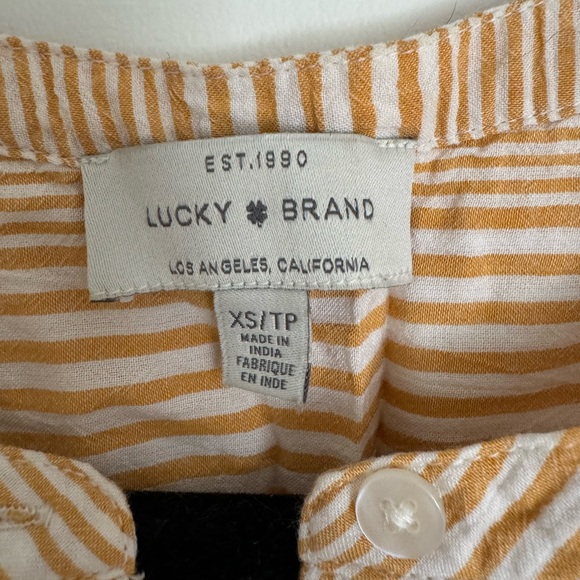 EST.1990
LUCKY BRAND
LOS ANGELES, CALIFORNIA
XS/TP
MADE IN
INDIA
FABRIQUE
EN INDE